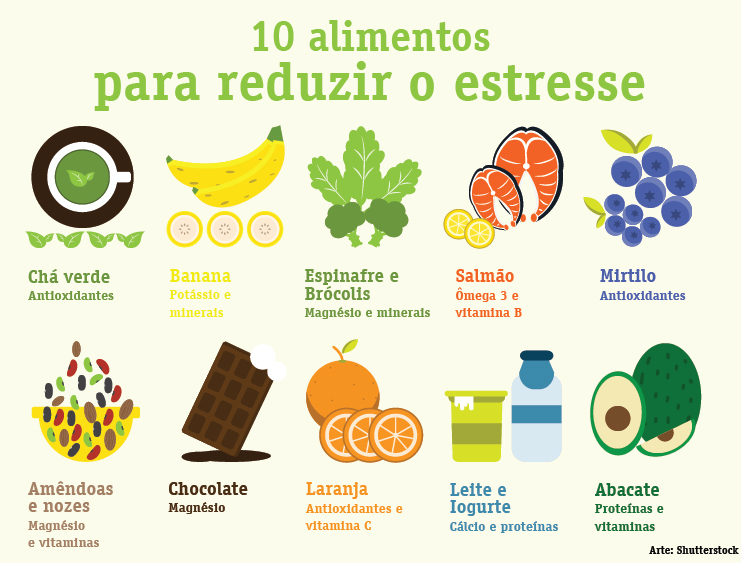 10 alimentos
para reduzir o estresse
Chá verde
Antioxidantes
Banana
Potássio e
minerais
Espinafre e
Brócolis
Magnésio e minerais
Salmão
Ômega 3 e
vitamina B
Mirtilo
Antioxidantes
Amêndoas
e nozes
Magnésio
e vitaminas
Chocolate
Magnésio
Laranja
Antioxidantes e
vitamina C
Leite e
Iogurte
Cálcio e proteínas
Abacate
Proteínas e
vitaminas
Arte: Shutterstock